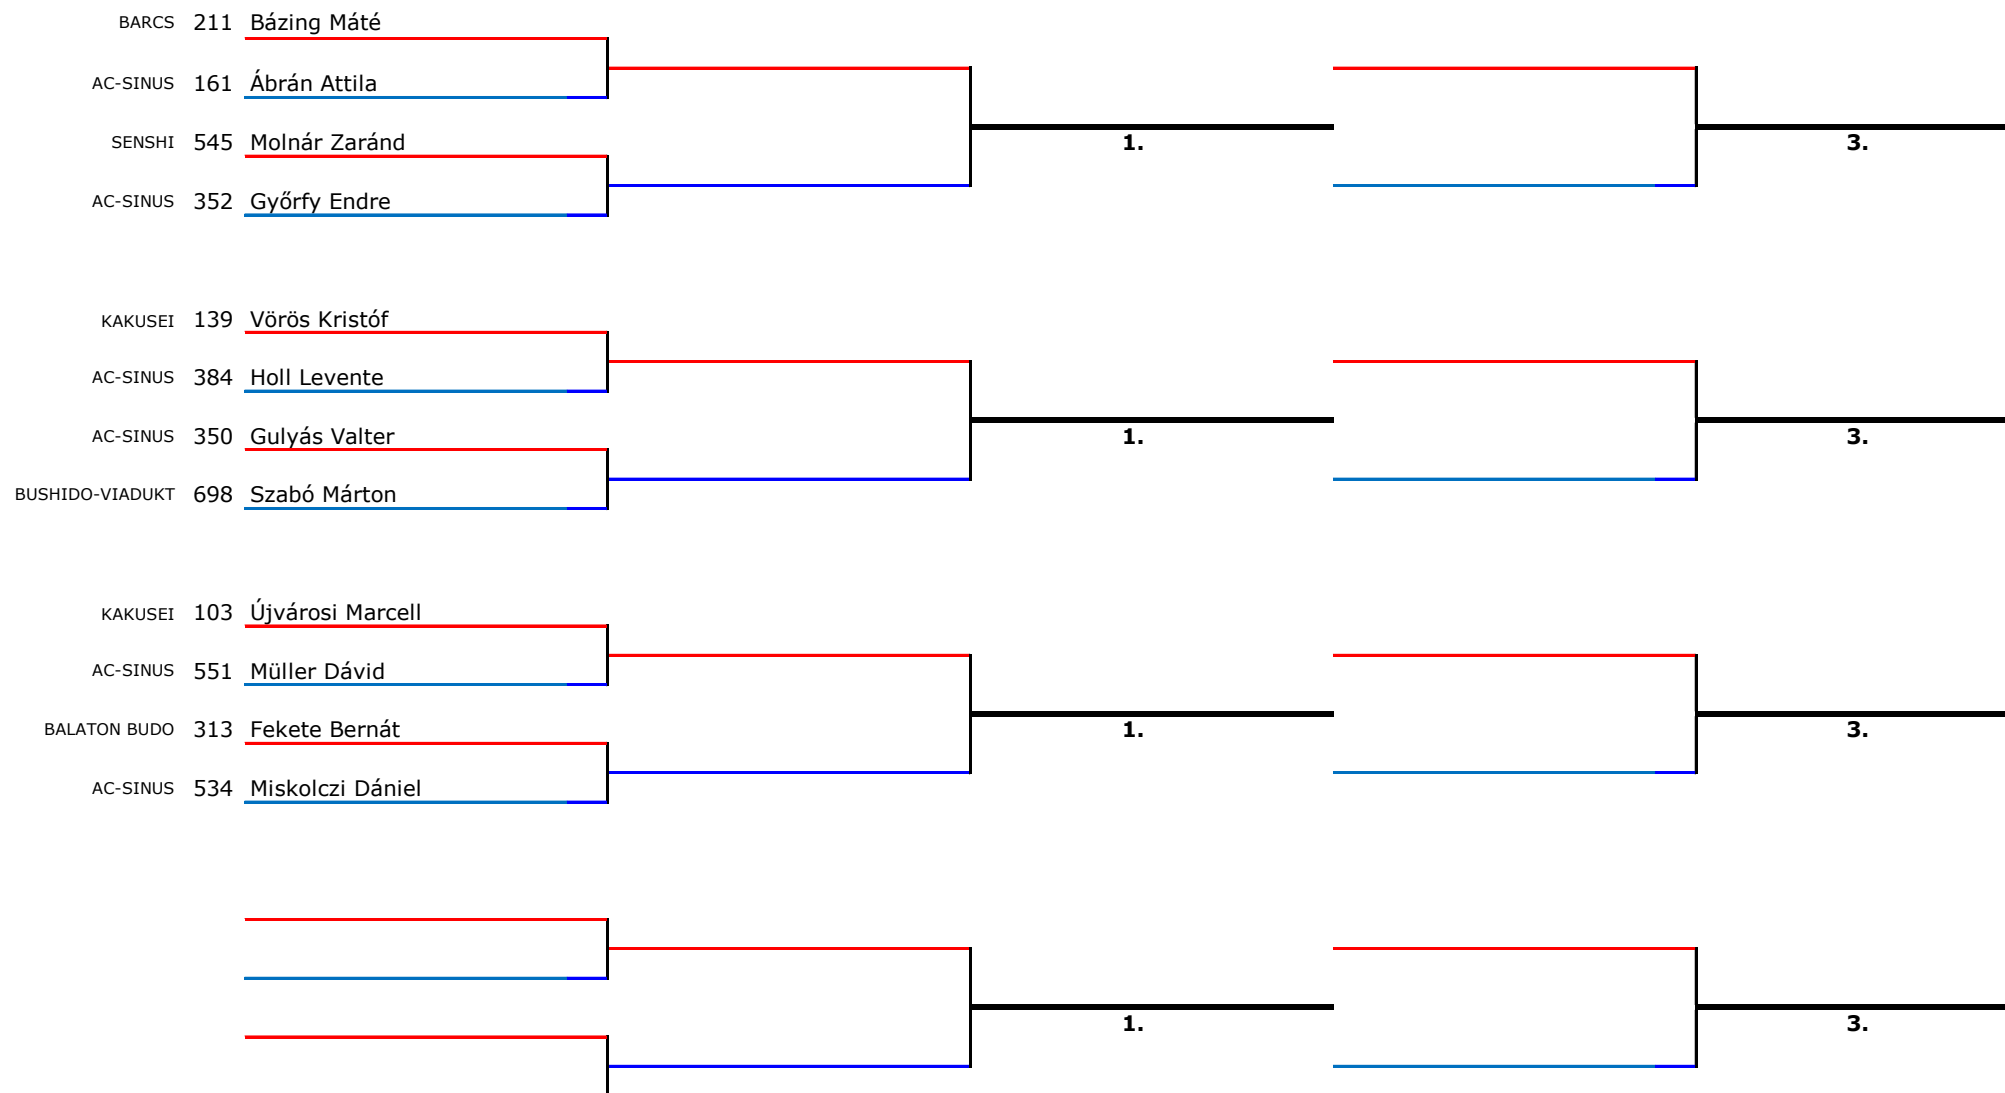 BARCS 211 Bázing Máté
AC-SINUS 161 Ábrán Attila
SENSHI 545 Molnár Zaránd 1. 3.
AC-SINUS 352 Győrfy Endre
KAKUSEI 139 Vörös Kristóf
AC-SINUS 384 Holl Levente
AC-SINUS 350 Gulyás Valter 1. 3.
BUSHIDO-VIADUKT 698 Szabó Márton
KAKUSEI 103 Újvárosi Marcell
AC-SINUS 551 Müller Dávid
BALATON BUDO 313 Fekete Bernát 1. 3.
AC-SINUS 534 Miskolczi Dániel
1. 3.